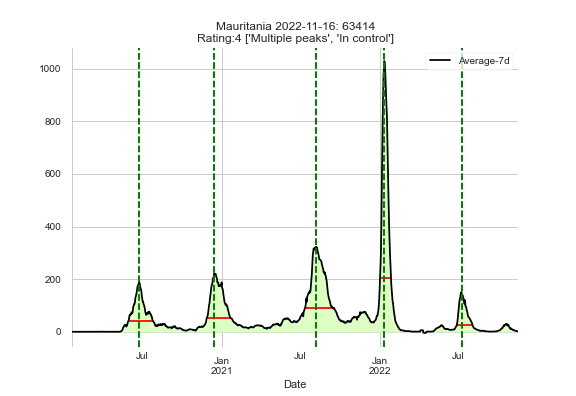 Mauritania 2022-11-16: 63414
Rating:4 ['Multiple peaks', 'In control']
Average-7d
1000
800
600
400
200
0
Jul
Jan
2021
Jul
Jan
2022
Jul
Date